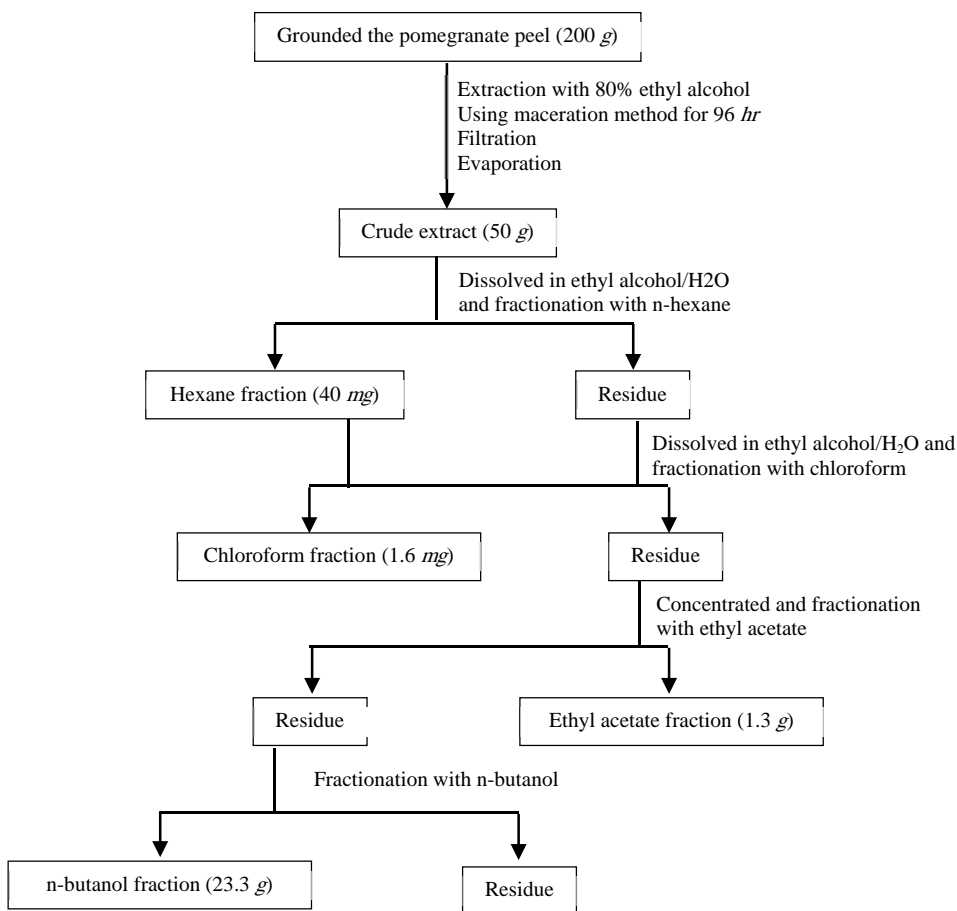 Grounded the pomegranate peel (200 g)
Extraction with 80% ethyl alcohol
Using maceration method for 96 hr
Filtration
Evaporation
Crude extract (50 g)
Dissolved in ethyl alcohol/H2O
and fractionation with n-hexane
Hexane fraction (40 mg)
Residue
Dissolved in ethyl alcohol/H₂O and
fractionation with chloroform
Chloroform fraction (1.6 mg)
Residue
Concentrated and fractionation
with ethyl acetate
Residue
Ethyl acetate fraction (1.3 g)
Fractionation with n-butanol
n-butanol fraction (23.3 g)
Residue